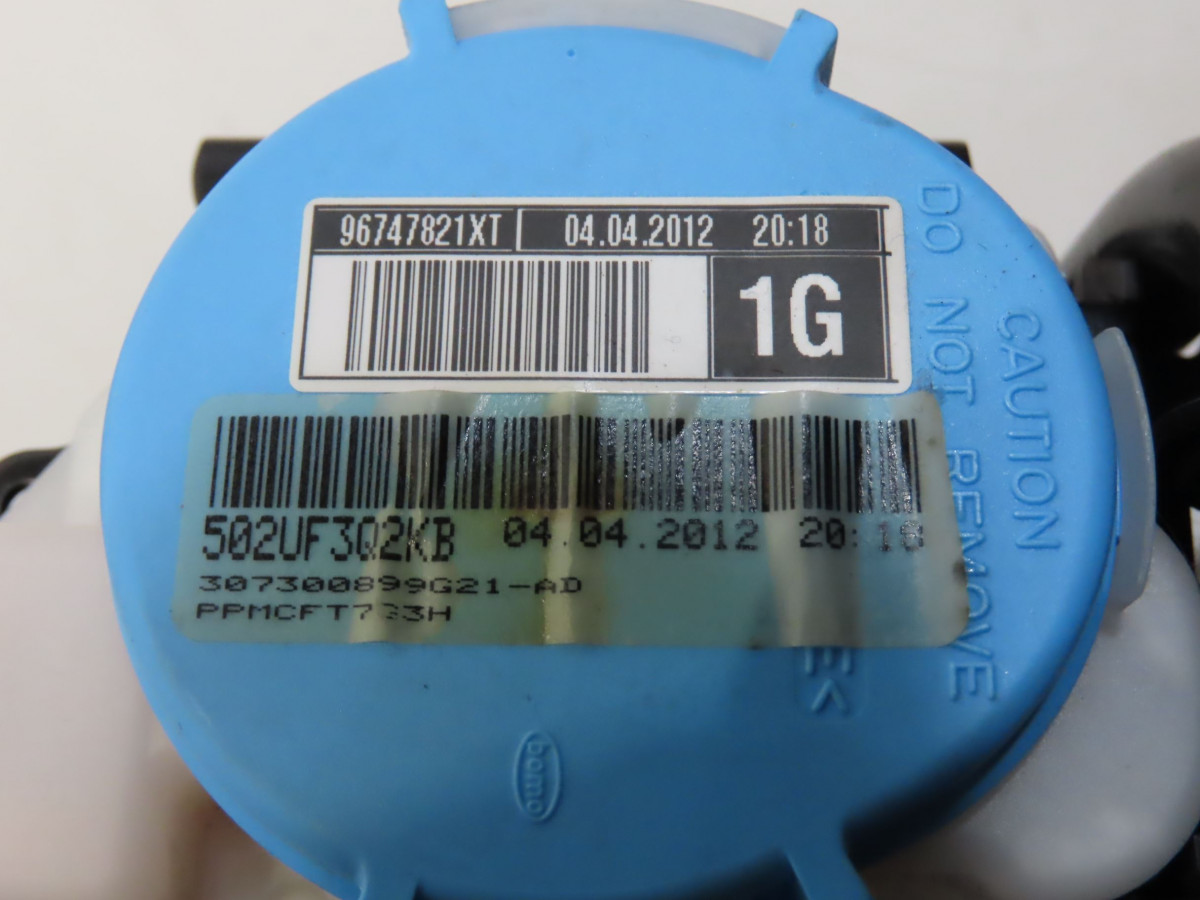 96747821XT 04.04.2012 20:18
1G
502UF3Q2KB 04.04.2012 20:18
307300899G21-AD
CAUTION
DO NOT REMOVE
E<
bomo